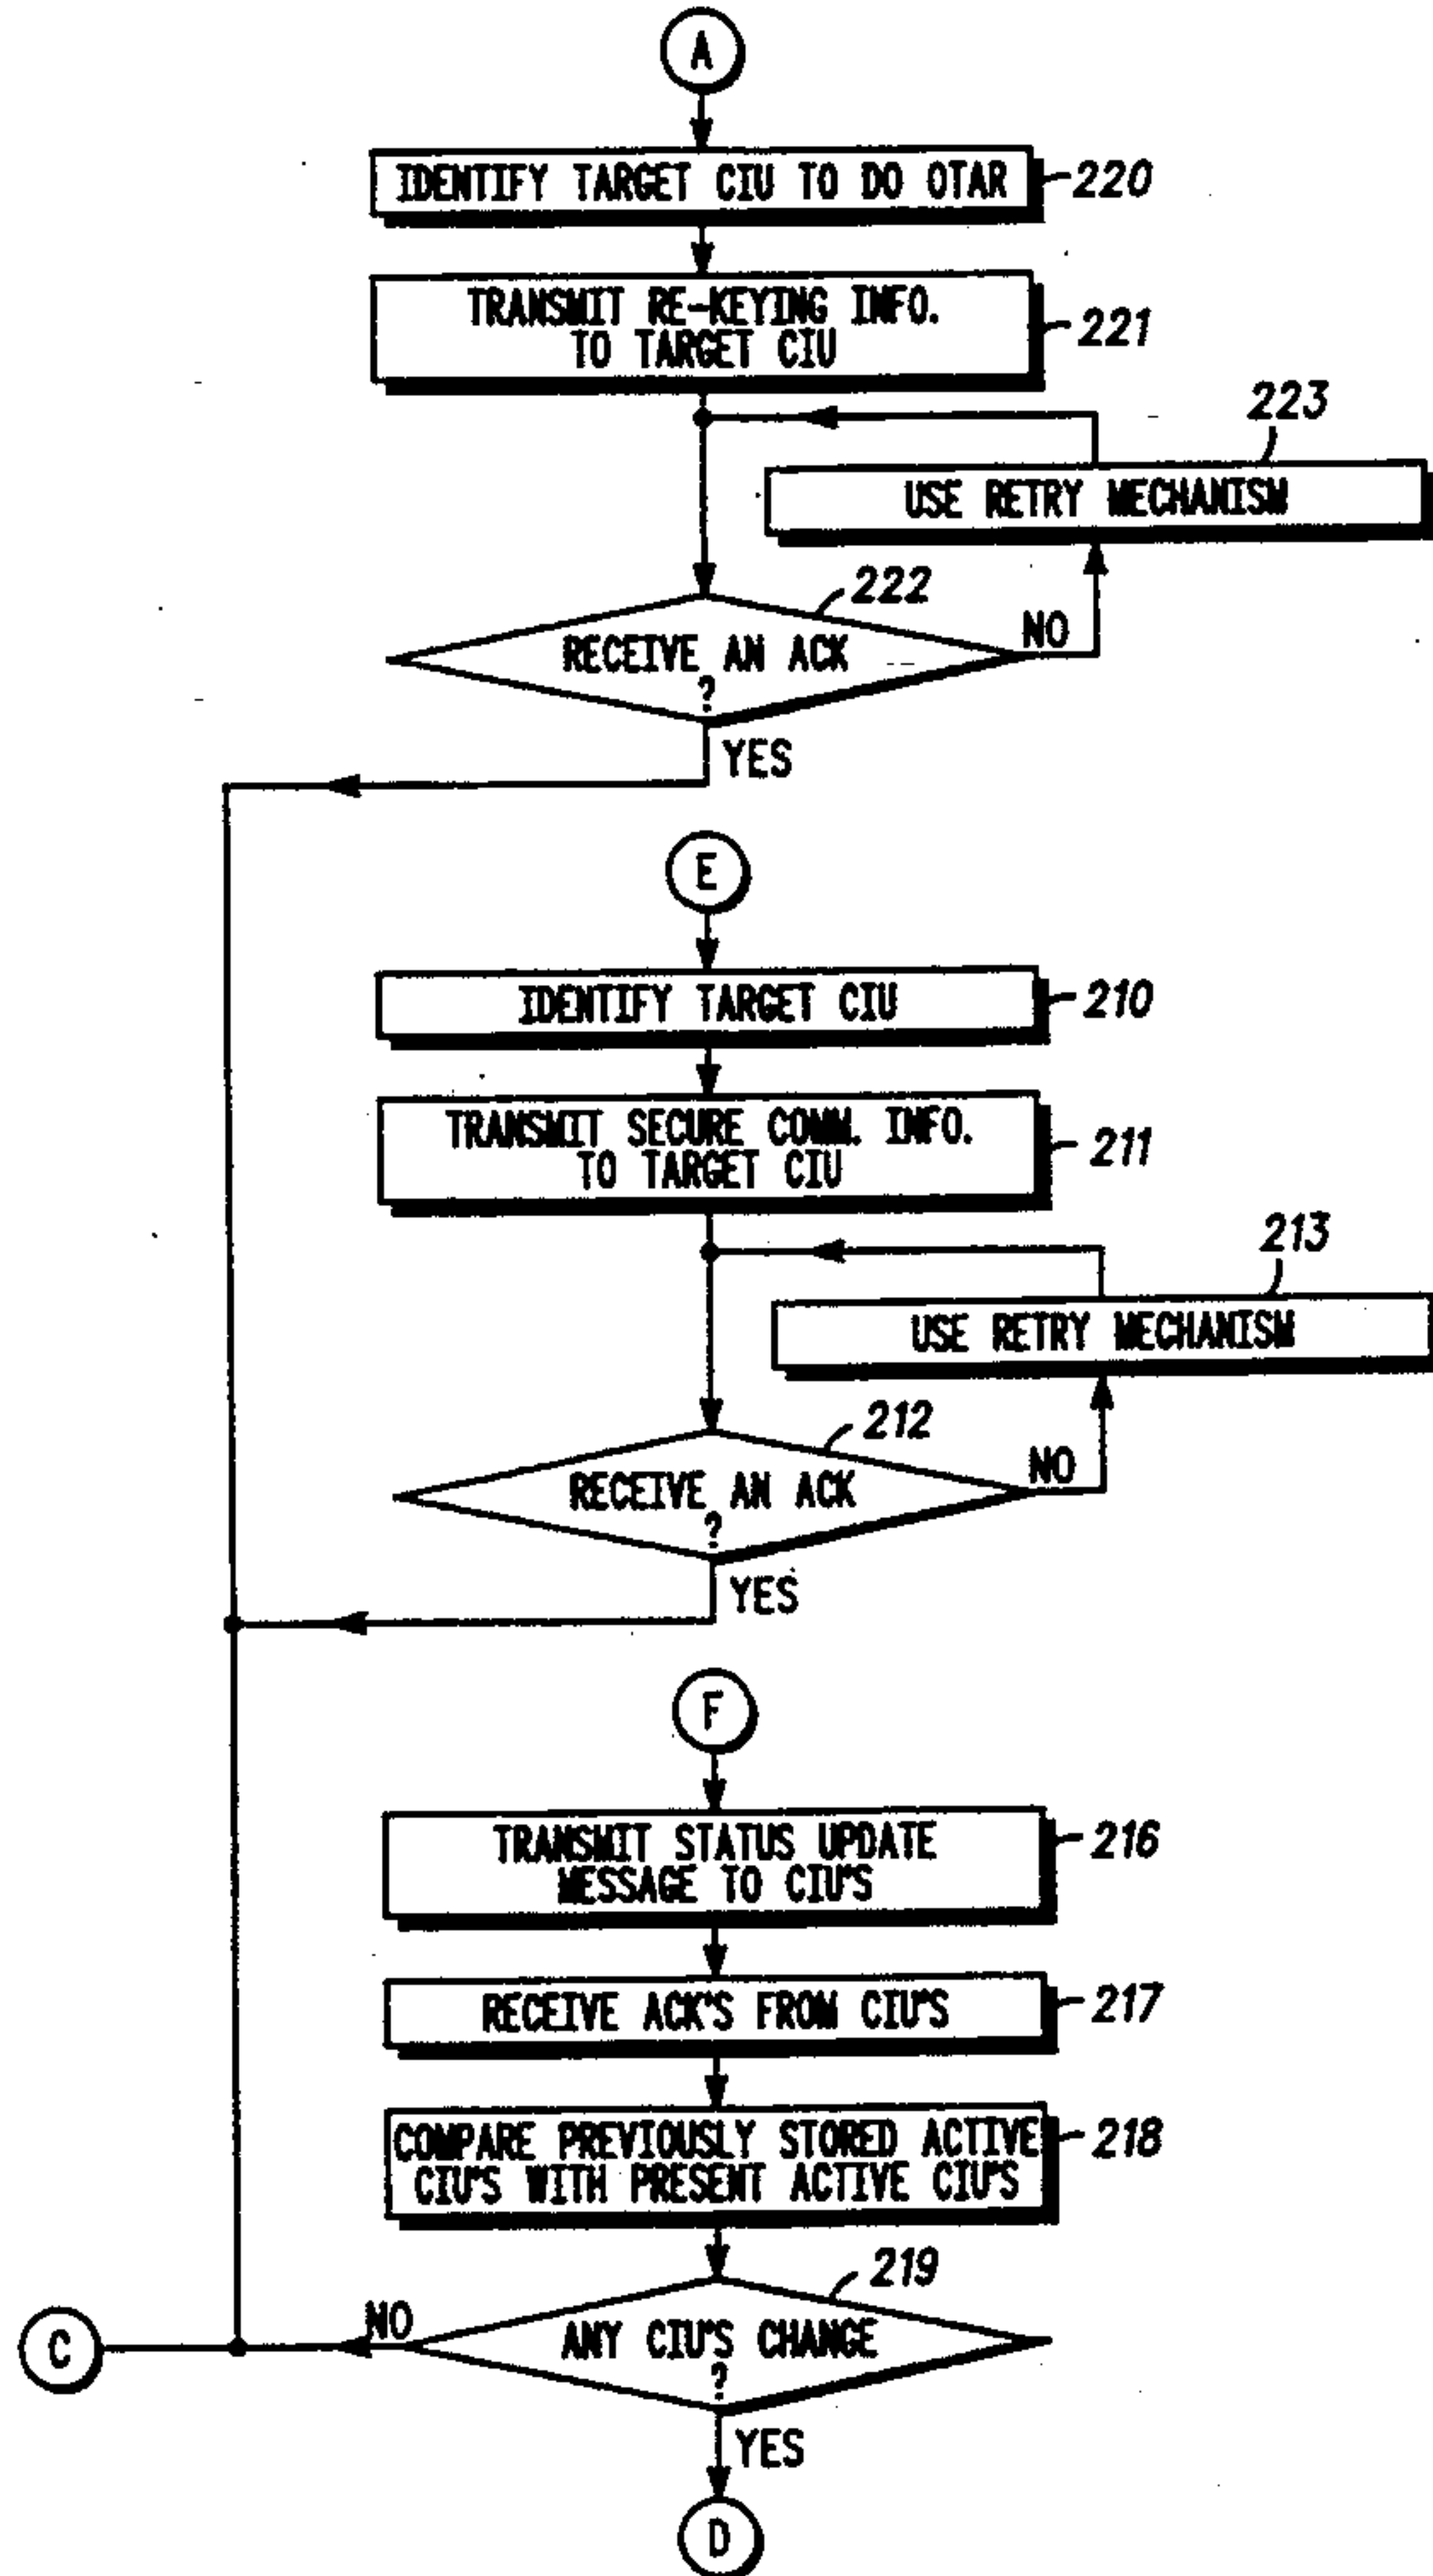 A
IDENTIFY TARGET CIU TO DO OTAR
220
TRANSMIT RE-KEYING INFO.
TO TARGET CIU
221
223
USE RETRY MECHANISM
222
RECEIVE AN ACK
?
NO
YES
E
IDENTIFY TARGET CIU
210
TRANSMIT SECURE COMM. INFO.
TO TARGET CIU
211
213
USE RETRY MECHANISM
212
RECEIVE AN ACK
?
NO
YES
F
TRANSMIT STATUS UPDATE
MESSAGE TO CIU'S
216
RECEIVE ACK'S FROM CIU'S
217
COMPARE PREVIOUSLY STORED ACTIVE
CIU'S WITH PRESENT ACTIVE CIU'S
218
219
C
NO
ANY CIU'S CHANGE
?
YES
D